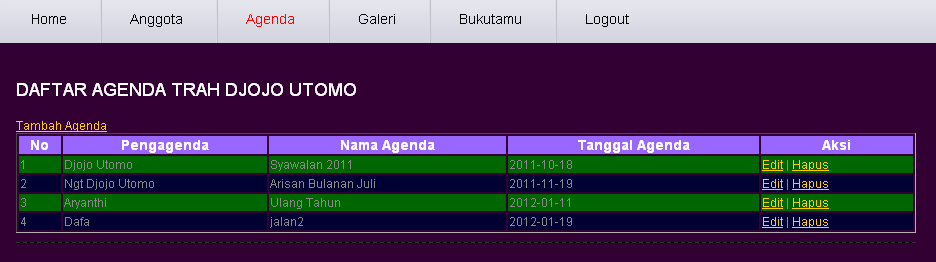 Home Anggota Agenda Galeri Bukutamu Logout
DAFTAR AGENDA TRAH DJOJO UTOMO
Tambah Agenda
No Pengagenda Nama Agenda Tanggal Agenda Aksi
1 Djojo Utomo Syawalan 2011 2011-10-18 Edit | Hapus
2 Ngt Djojo Utomo Arisan Bulanan Juli 2011-11-19 Edit | Hapus
3 Aryanthi Ulang Tahun 2012-01-11 Edit | Hapus
4 Dafa jalan2 2012-01-19 Edit | Hapus